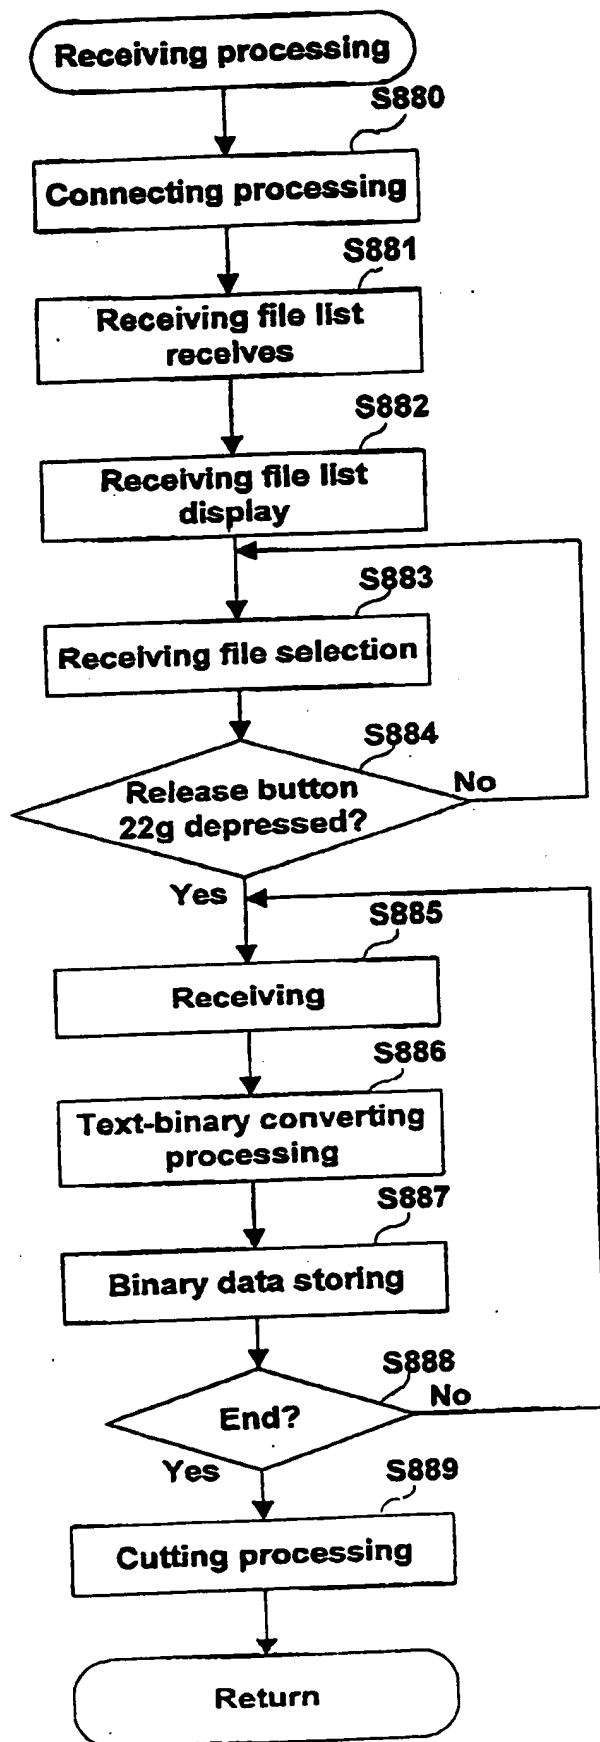 Receiving processing
S880
Connecting processing
S881
Receiving file list
receives
S882
Receiving file list
display
S883
Receiving file selection
S884
Release button
22g depressed?
No
Yes
S885
Receiving
S886
Text-binary converting
processing
S887
Binary data storing
S888
End?
No
Yes
S889
Cutting processing
Return